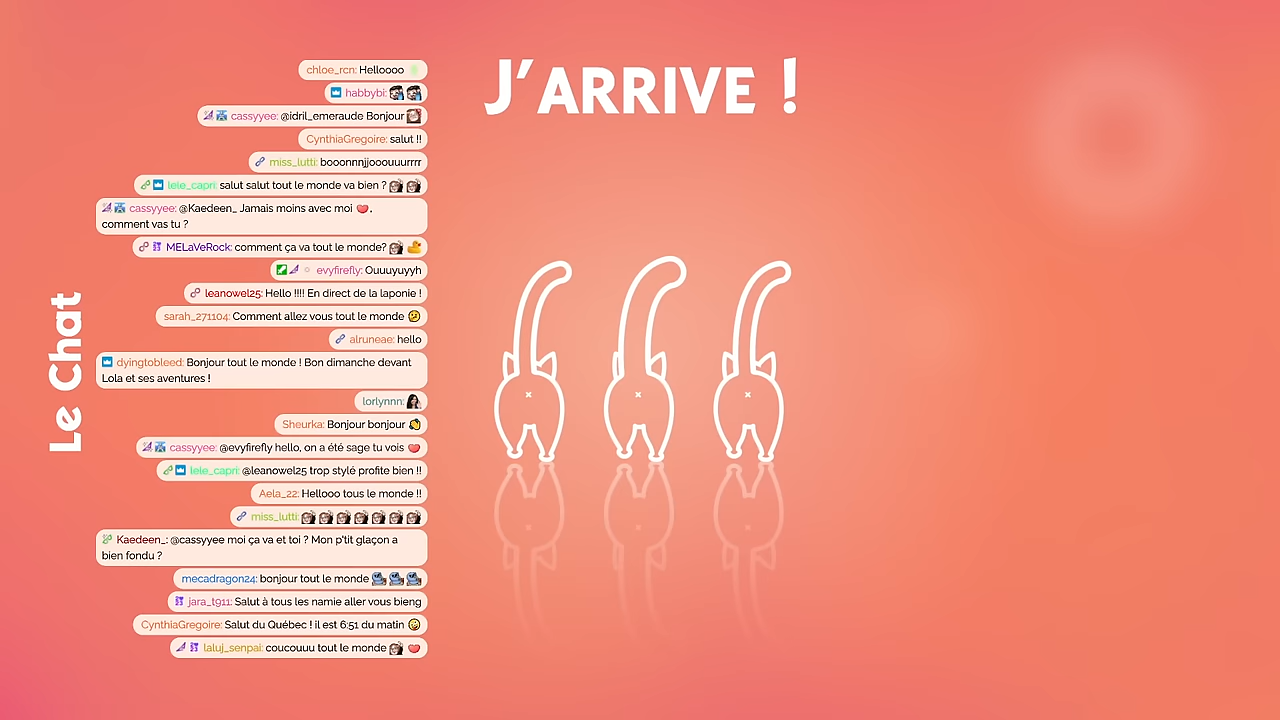 J'ARRIVE !
Le Chat
chloe_rcn: Helloooo
habbybi:
cassyyee: @idril_emeraude Bonjour
CynthiaGregoire: salut !!
miss_lutti: booonnnjjooouuurrrr
leie_capri: salut salut tout le monde va bien ?
cassyyee: @Kaedeen_ Jamais moins avec moi ❤️.
comment vas tu ?
MELaVeRock: comment ça va tout le monde?
evyfirefly: Ouuuyuyyh
leanowel25: Hello !!!! En direct de la laponie !
sarah_271104: Comment allez vous tout le monde
alruneae: hello
dyingtobleed: Bonjour tout le monde ! Bon dimanche devant
Lola et ses aventures !
lorlynnn:
Sheurka: Bonjour bonjour
cassyyee: @evyfirefly hello, on a été sage tu vois ❤️
leie_capri: @leanowel25 trop stylé profite bien !!
Aela_22: Hellooo tous le monde !!
miss_lutti:
Kaedeen_: @cassyyee moi ça va et toi ? Mon p'tit glaçon a
bien fondu ?
mecadragon24: bonjour tout le monde
jara_t911: Salut à tous les namie aller vous bieng
CynthiaGregoire: Salut du Québec ! il est 6:51 du matin
laluj_senpai: coucouuu tout le monde ❤️